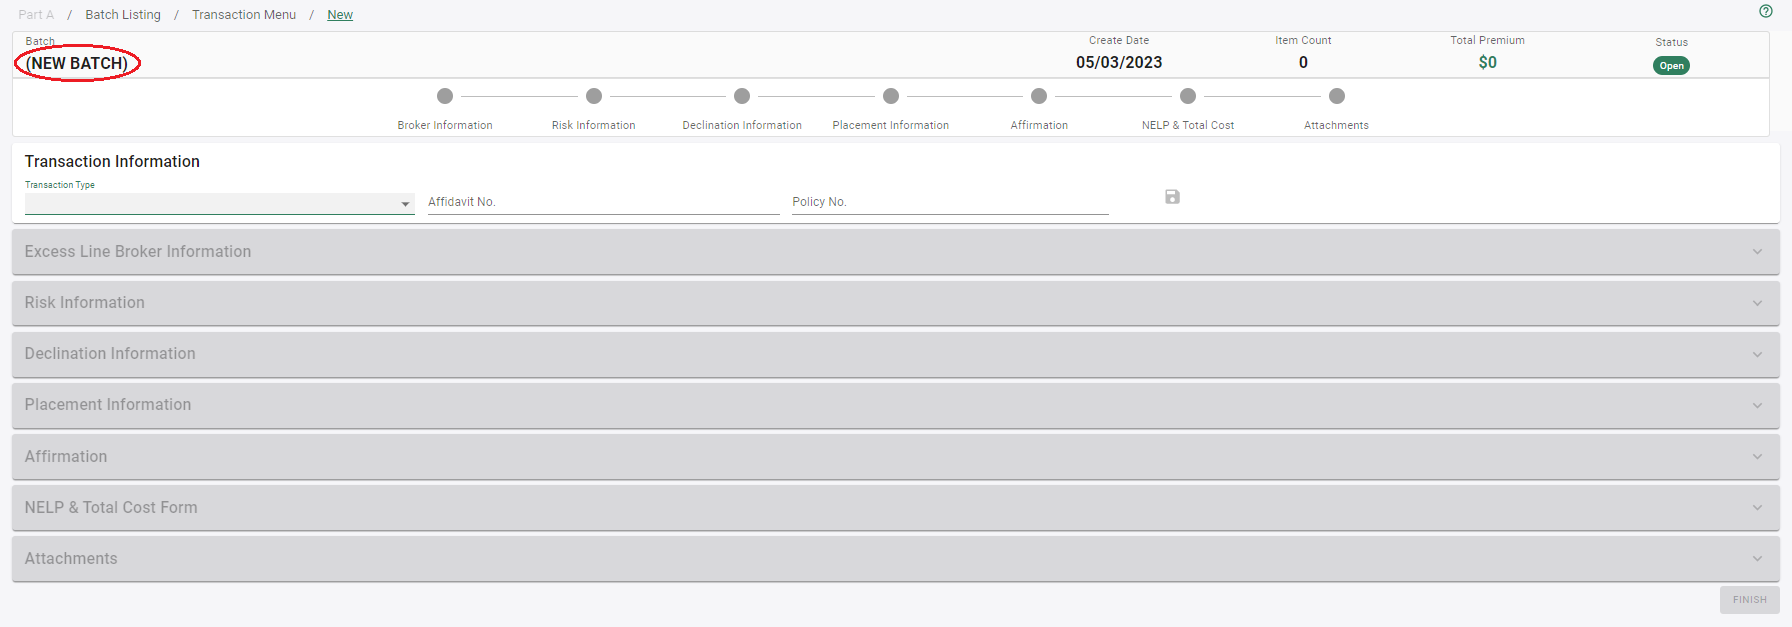 Part A / Batch Listing / Transaction Menu / New
Batch
(NEW BATCH)
Create Date
05/03/2023
Item Count
0
Total Premium
$0
Status
Open
Broker Information
Risk Information
Declination Information
Placement Information
Affirmation
NELP & Total Cost
Attachments
Transaction Information
Transaction Type
Affidavit No.
Policy No.
Excess Line Broker Information
Risk Information
Declination Information
Placement Information
Affirmation
NELP & Total Cost Form
Attachments
FINISH